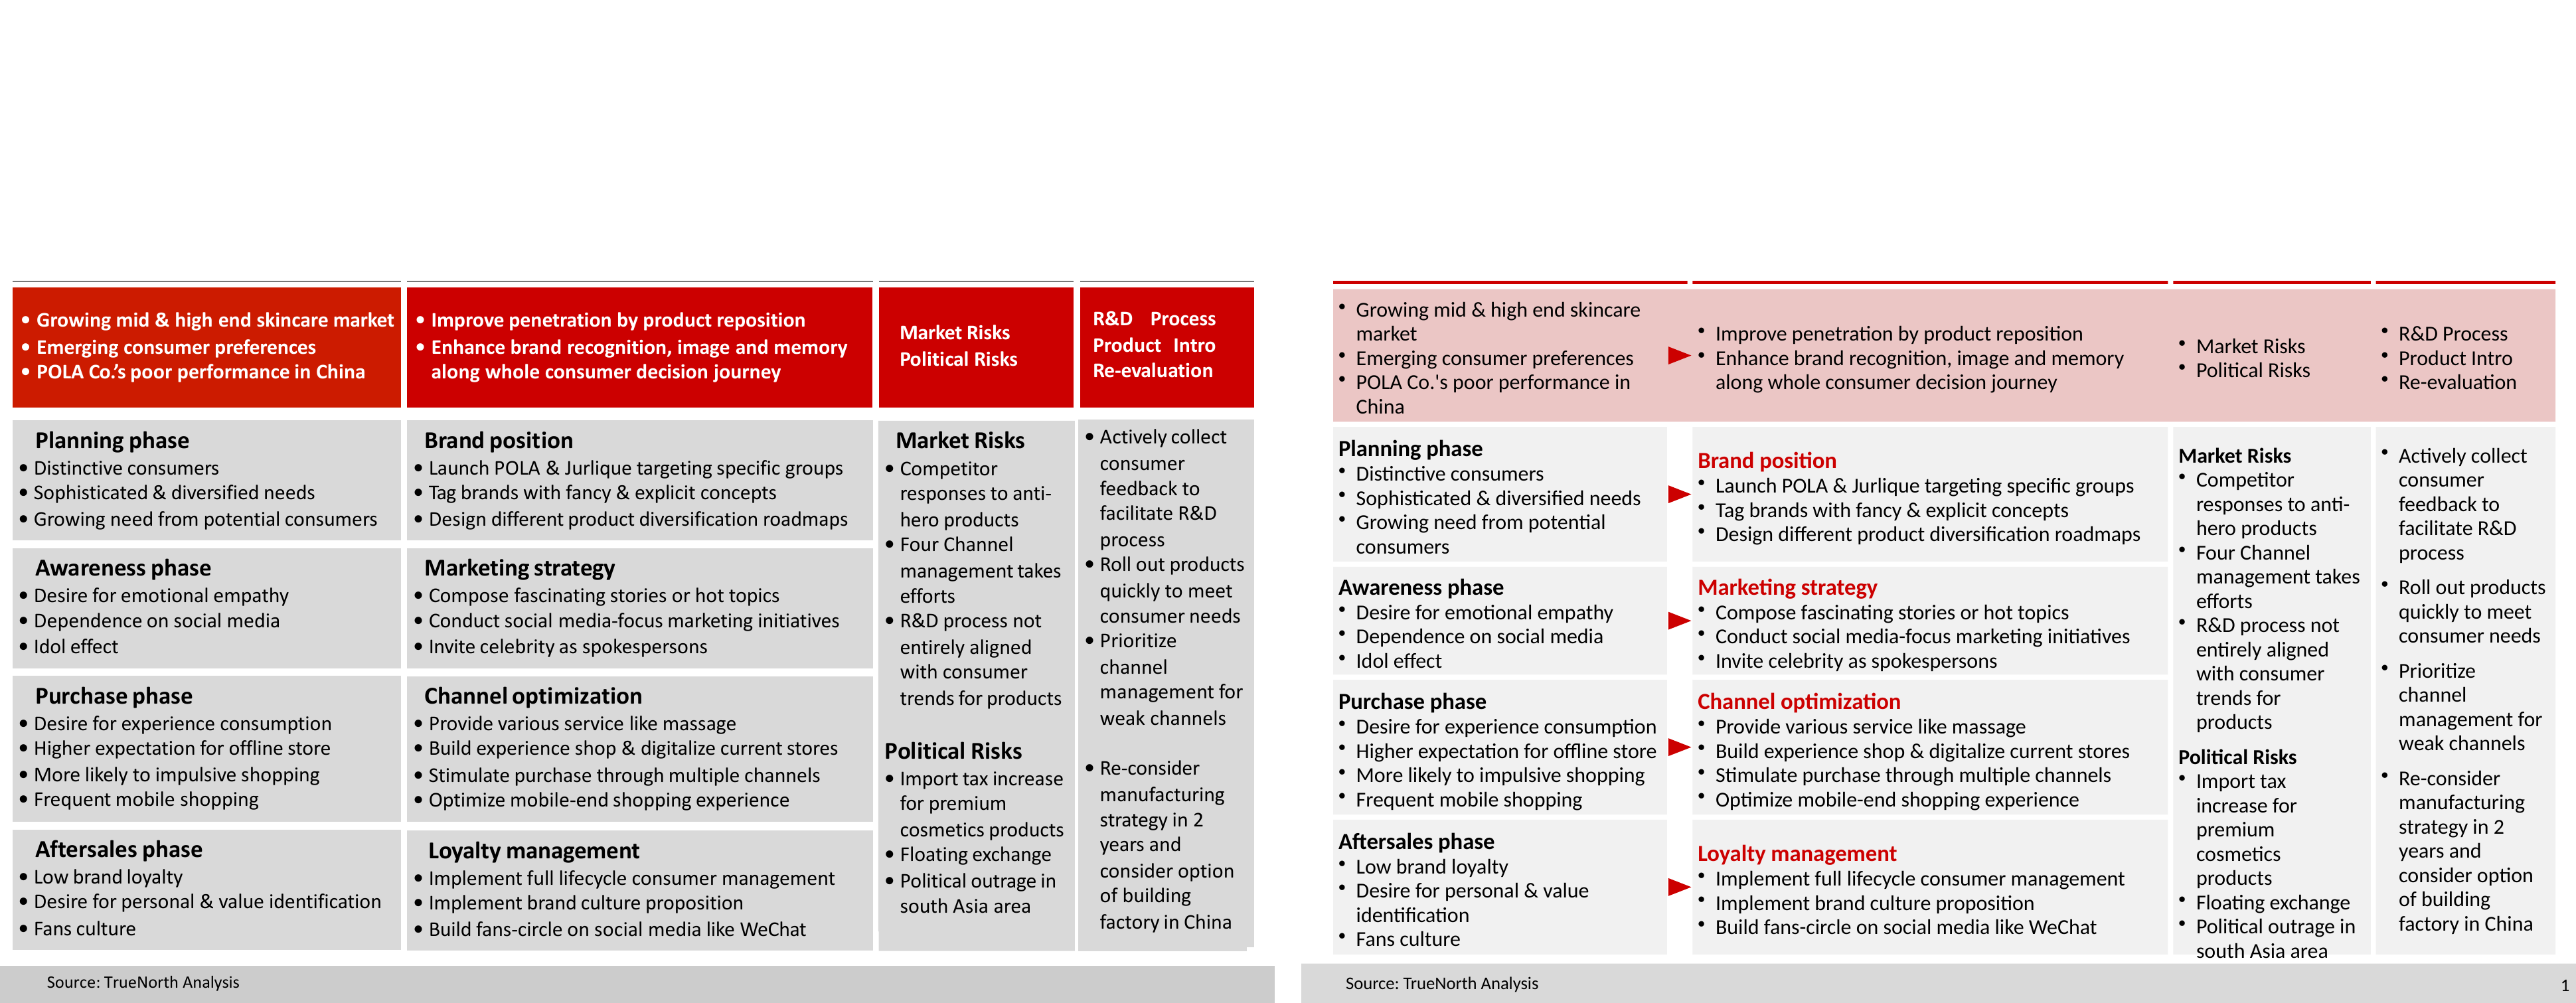 • Growing mid & high end skincare market
• Emerging consumer preferences
• POLA Co.’s poor performance in China
• Improve penetration by product reposition
• Enhance brand recognition, image and memory
along whole consumer decision journey
Market Risks
Political Risks
R&D Process
Product Intro
Re-evaluation
Planning phase
• Distinctive consumers
• Sophisticated & diversified needs
• Growing need from potential consumers
Brand position
• Launch POLA & Jurlique targeting specific groups
• Tag brands with fancy & explicit concepts
• Design different product diversification roadmaps
Awareness phase
• Desire for emotional empathy
• Dependence on social media
• Idol effect
Marketing strategy
• Compose fascinating stories or hot topics
• Conduct social media-focus marketing initiatives
• Invite celebrity as spokespersons
Purchase phase
• Desire for experience consumption
• Higher expectation for offline store
• More likely to impulsive shopping
• Frequent mobile shopping
Channel optimization
• Provide various service like massage
• Build experience shop & digitalize current stores
• Stimulate purchase through multiple channels
• Optimize mobile-end shopping experience
Aftersales phase
• Low brand loyalty
• Desire for personal & value identification
• Fans culture
Loyalty management
• Implement full lifecycle consumer management
• Implement brand culture proposition
• Build fans-circle on social media like WeChat
Market Risks
• Competitor
responses to anti-
hero products
• Four Channel
management takes
efforts
• R&D process not
entirely aligned
with consumer
trends for products
Political Risks
• Import tax increase
for premium
cosmetics products
• Floating exchange
• Political outrage in
south Asia area
• Actively collect
consumer
feedback to
facilitate R&D
process
• Roll out products
quickly to meet
consumer needs
• Prioritize
channel
management for
weak channels
• Re-consider
manufacturing
strategy in 2
years and
consider option
of building
factory in China
Source: TrueNorth Analysis
• Growing mid & high end skincare
market
• Emerging consumer preferences
• POLA Co.'s poor performance in
China
• Improve penetration by product reposition
• Enhance brand recognition, image and memory
along whole consumer decision journey
• Market Risks
• Political Risks
• R&D Process
• Product Intro
• Re-evaluation
Planning phase
• Distinctive consumers
• Sophisticated & diversified needs
• Growing need from potential
consumers
Brand position
• Launch POLA & Jurlique targeting specific groups
• Tag brands with fancy & explicit concepts
• Design different product diversification roadmaps
Awareness phase
• Desire for emotional empathy
• Dependence on social media
• Idol effect
Marketing strategy
• Compose fascinating stories or hot topics
• Conduct social media-focus marketing initiatives
• Invite celebrity as spokespersons
Purchase phase
• Desire for experience consumption
• Higher expectation for offline store
• More likely to impulsive shopping
• Frequent mobile shopping
Channel optimization
• Provide various service like massage
• Build experience shop & digitalize current stores
• Stimulate purchase through multiple channels
• Optimize mobile-end shopping experience
Aftersales phase
• Low brand loyalty
• Desire for personal & value
identification
• Fans culture
Loyalty management
• Implement full lifecycle consumer management
• Implement brand culture proposition
• Build fans-circle on social media like WeChat
Market Risks
• Competitor
responses to anti-
hero products
• Four Channel
management takes
efforts
• R&D process not
entirely aligned
with consumer
trends for
products
Political Risks
• Import tax
increase for
premium
cosmetics
products
• Floating exchange
• Political outrage in
south Asia area
• Actively collect
consumer
feedback to
facilitate R&D
process
• Roll out products
quickly to meet
consumer needs
• Prioritize
channel
management for
weak channels
• Re-consider
manufacturing
strategy in 2
years and
consider option
of building
factory in China
Source: TrueNorth Analysis
1